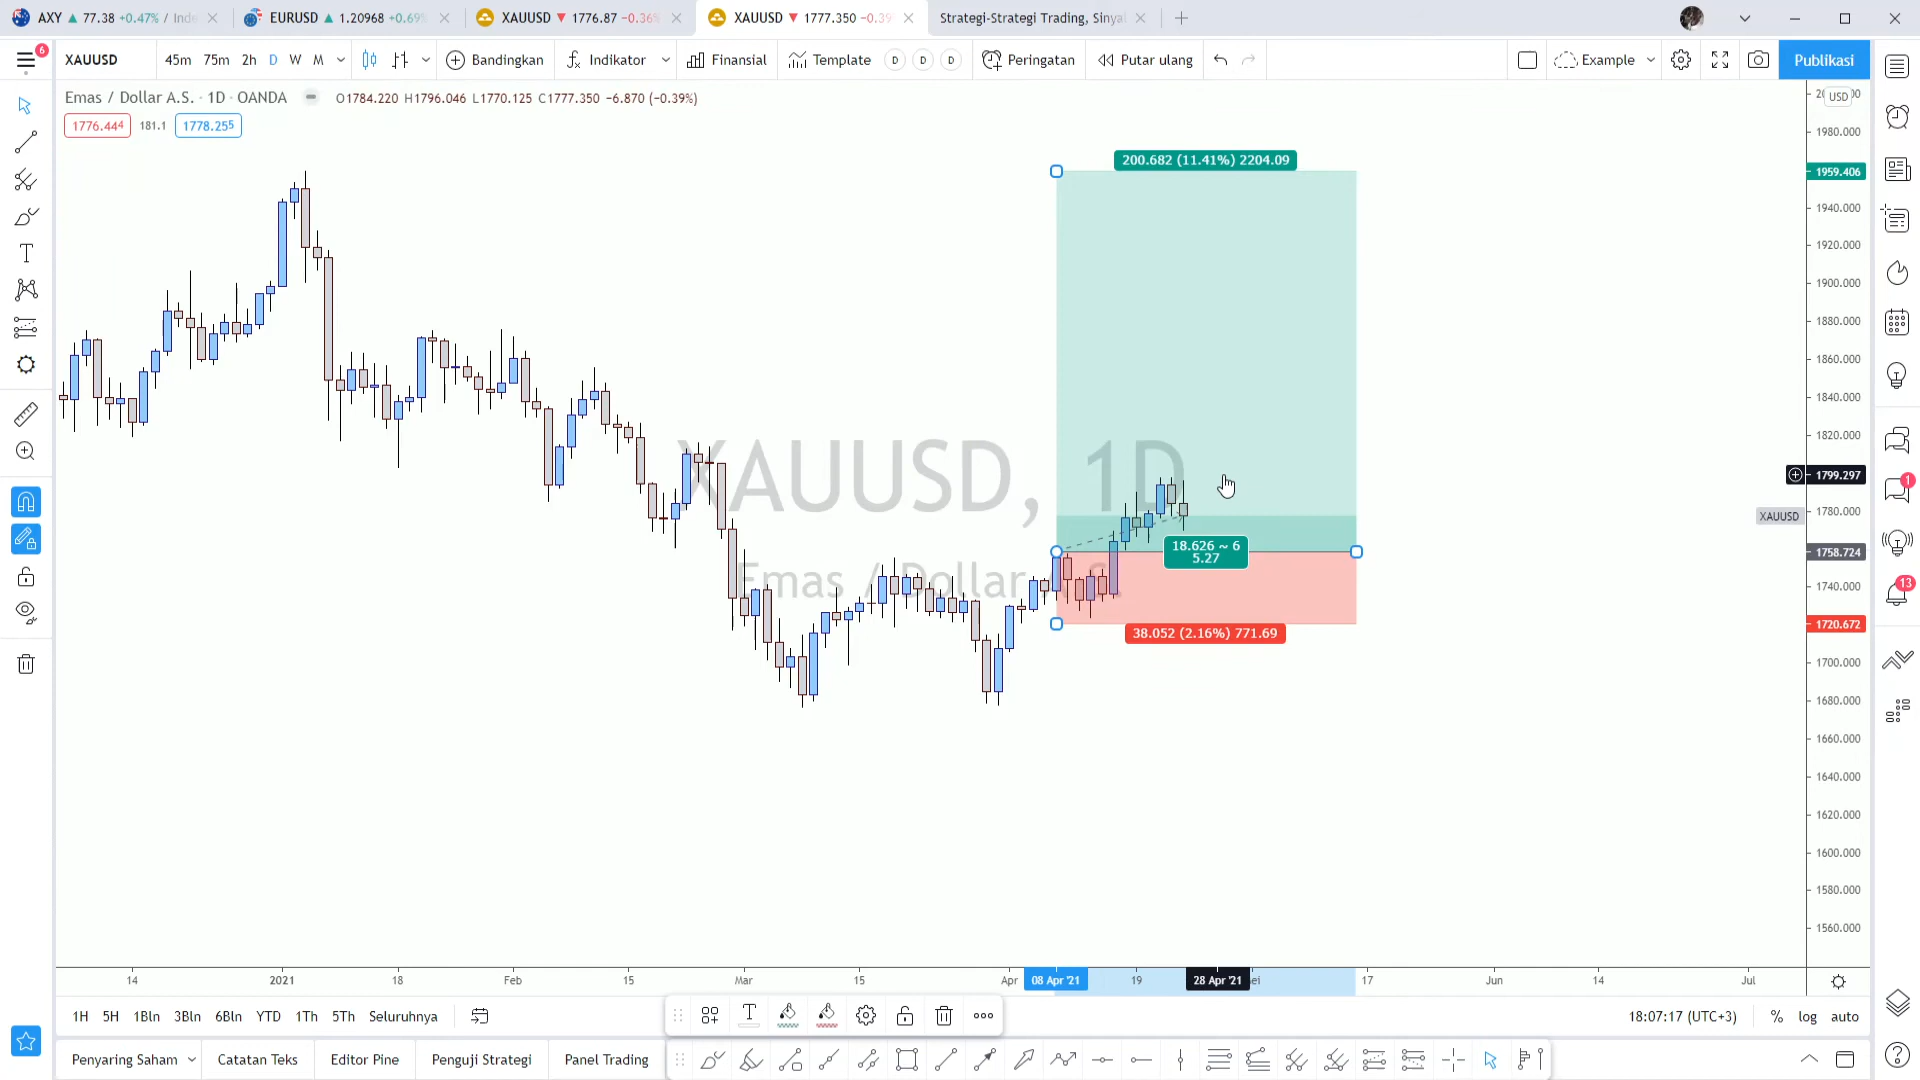 AXY ▲ 77.38 +0.47% / Inde
EURUSD ▲ 1.20968 +0.69%
XAUUSD ▼ 1776.87 −0.36%
XAUUSD ▼ 1777.350 −0.39
Strategi-Strategi Trading, Sinyal
6
XAUUSD
45m 75m 2h D W M
Bandingkan
Indikator
Finsial
Template
D D D
Peringatan
Putar ulang
Example
Publikasi
Emas / Dollar A.S. · 1D · OANDA
O1784.220 H1796.046 L1770.125 C1777.350 −6.870 (−0.39%)
1776.444 181.1 1778.255
XAUUSD, 1D
Emas / Dollar A.S.
200.682 (11.41%) 2204.09
18.626 ~ 6
5.27
38.052 (2.16%) 771.69
USD
1980.000
1959.406
1940.000
1920.000
1900.000
1880.000
1860.000
1840.000
1820.000
1799.297
XAUUSD
1780.000
1758.724
1740.000
1720.672
1700.000
1680.000
1660.000
1640.000
1620.000
1600.000
1580.000
1560.000
1
13
14 2021 18 Feb 15 Mar 15 Apr 08 Apr '21 19 28 Apr '21 17 Jun 14 Jul
1H 5H 1Bln 3Bln 6Bln YTD 1Th 5Th Seluruhnya
18:07:17 (UTC+3) % log auto
Penyaring Saham Catatan Teks Editor Pine Penguji Strategi Panel Trading